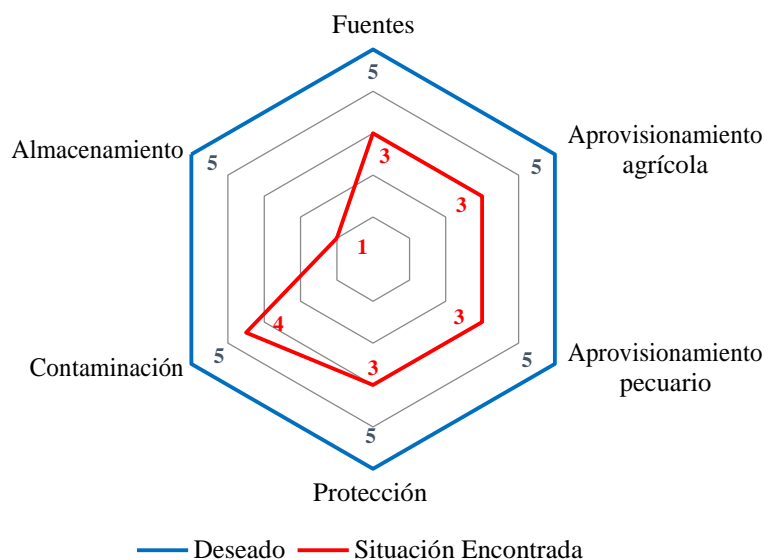 Fuentes
5
Aprovisionamiento
agrícola
5
Almacenamiento
5
3
3
1
3
4
3
Contaminación
5
Aprovisionamiento
pecuario
5
5
Protección
Deseado
Situación Encontrada